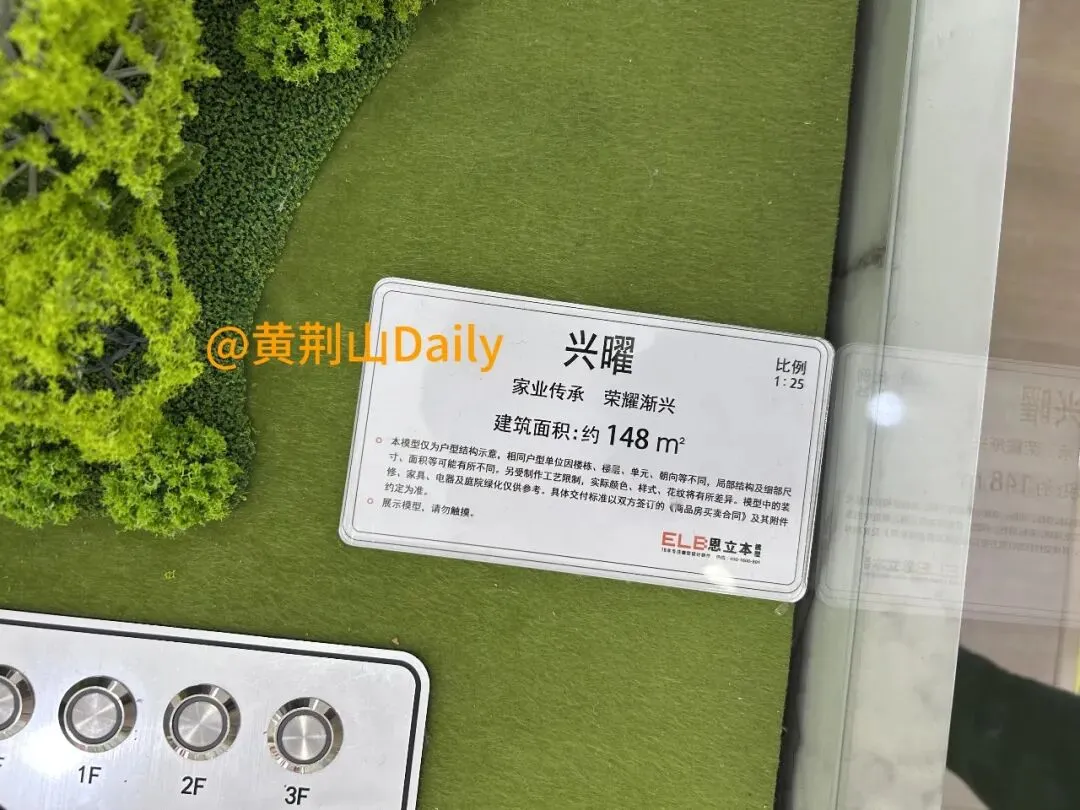 @黄荆山Daily
兴曜
比例
1:25
家业传承 荣耀渐兴
建筑面积:约148 m²
本模型仅为户型结构示意，相同户型单位因楼栋、楼层、单元、朝向等不同，局部结构及细部尺
寸、面积等可能有所不同。另受制作工艺限制，实际颜色、样式、花纹将有所差异。模型中的装
修、家具、电器及庭院绿化仅供参考。具体交付标准以双方签订的《商品房买卖合同》及其附件
约定为准。
展示模型，请勿触摸。
ELB恩立本模型
1F
2F
3F